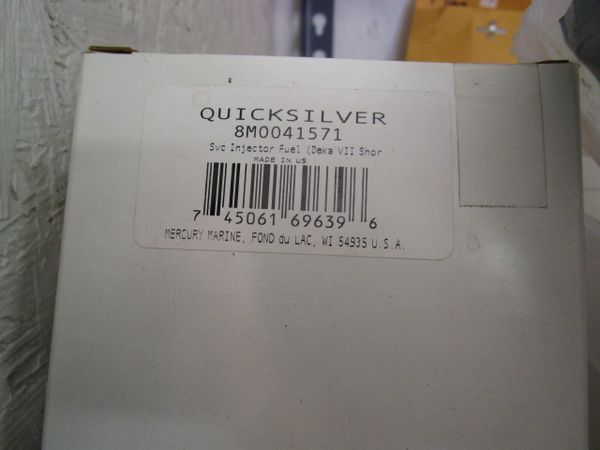 QUICKSILVER
8M0041571
Svc Injector Fuel (Deka VII Shor
MADE IN US
7 45061 69639 6
MERCURY MARINE, FOND du LAC, WI 54935 U.S.A.